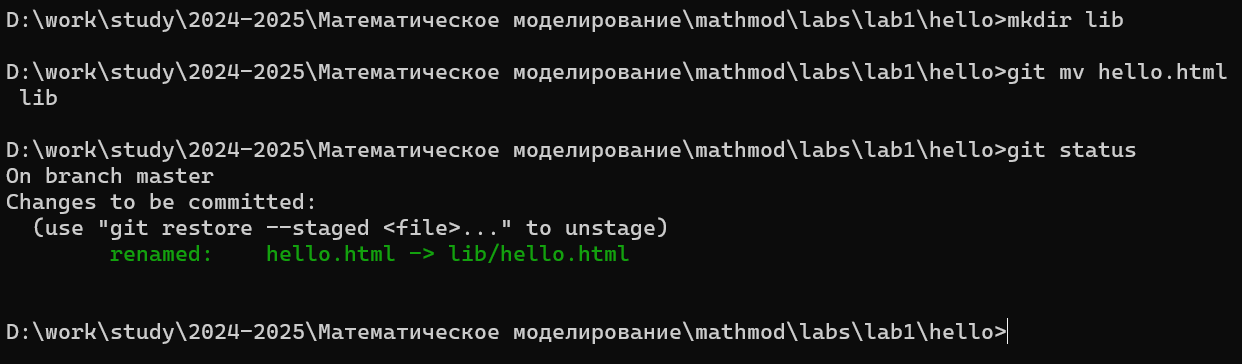 D:\work\study\2024-2025\Математическое моделирование\mathmod\labs\lab1\hello>mkdir lib
D:\work\study\2024-2025\Математическое моделирование\mathmod\labs\lab1\hello>git mv hello.html
lib
D:\work\study\2024-2025\Математическое моделирование\mathmod\labs\lab1\hello>git status
On branch master
Changes to be committed:
(use "git restore --staged <file>..." to unstage)
renamed:    hello.html -> lib/hello.html
D:\work\study\2024-2025\Математическое моделирование\mathmod\labs\lab1\hello>